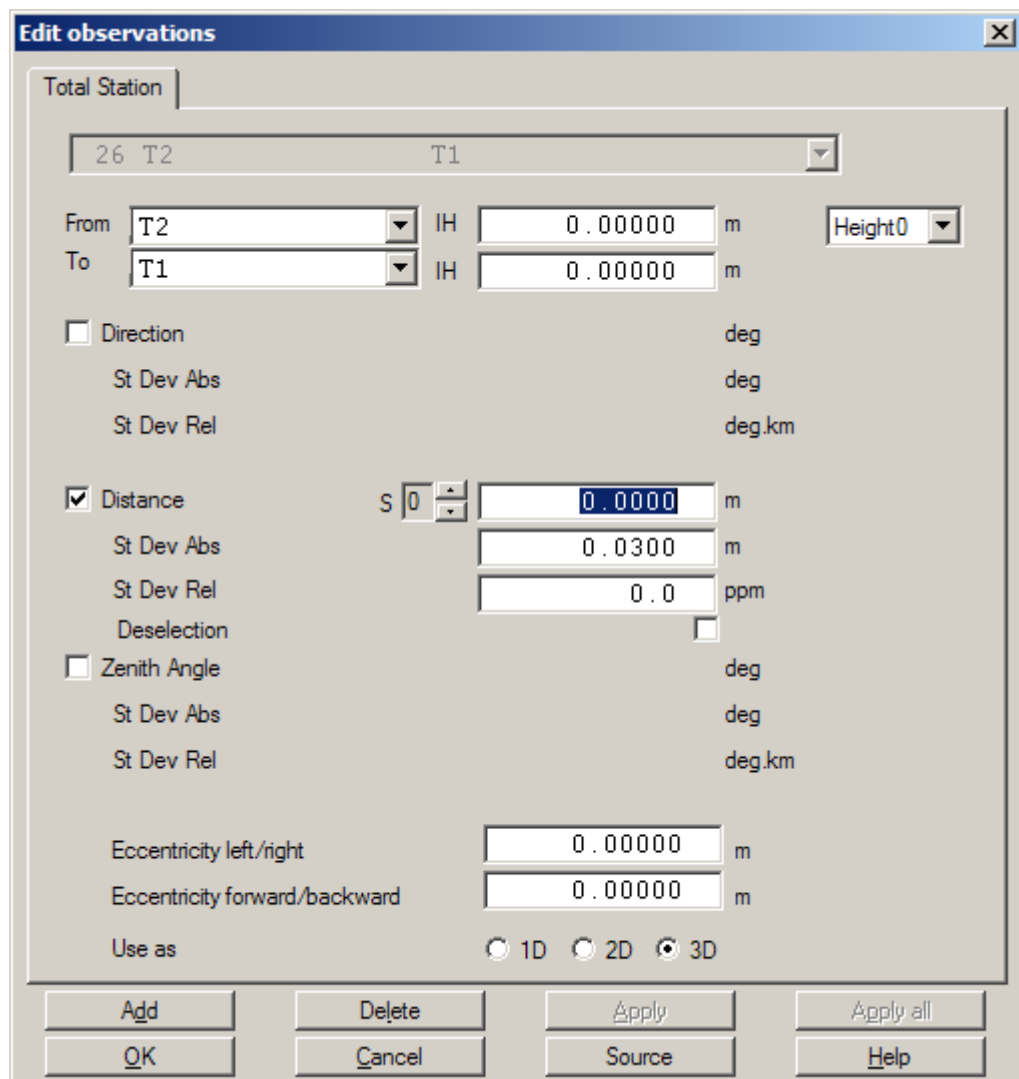 Edit observations
Total Station
26 T2 T1
From T2 IH 0.00000 m Height0
To T1 IH 0.00000 m
Direction deg
St Dev Abs deg
St Dev Rel deg.km
Distance S 0 0.0000 m
St Dev Abs 0.0300 m
St Dev Rel 0.0 ppm
Deselection
Zenith Angle deg
St Dev Abs deg
St Dev Rel deg.km
Eccentricity left/right 0.00000 m
Eccentricity forward/backward 0.00000 m
Use as 1D 2D 3D
Add Delete Apply Apply all
OK Cancel Source Help